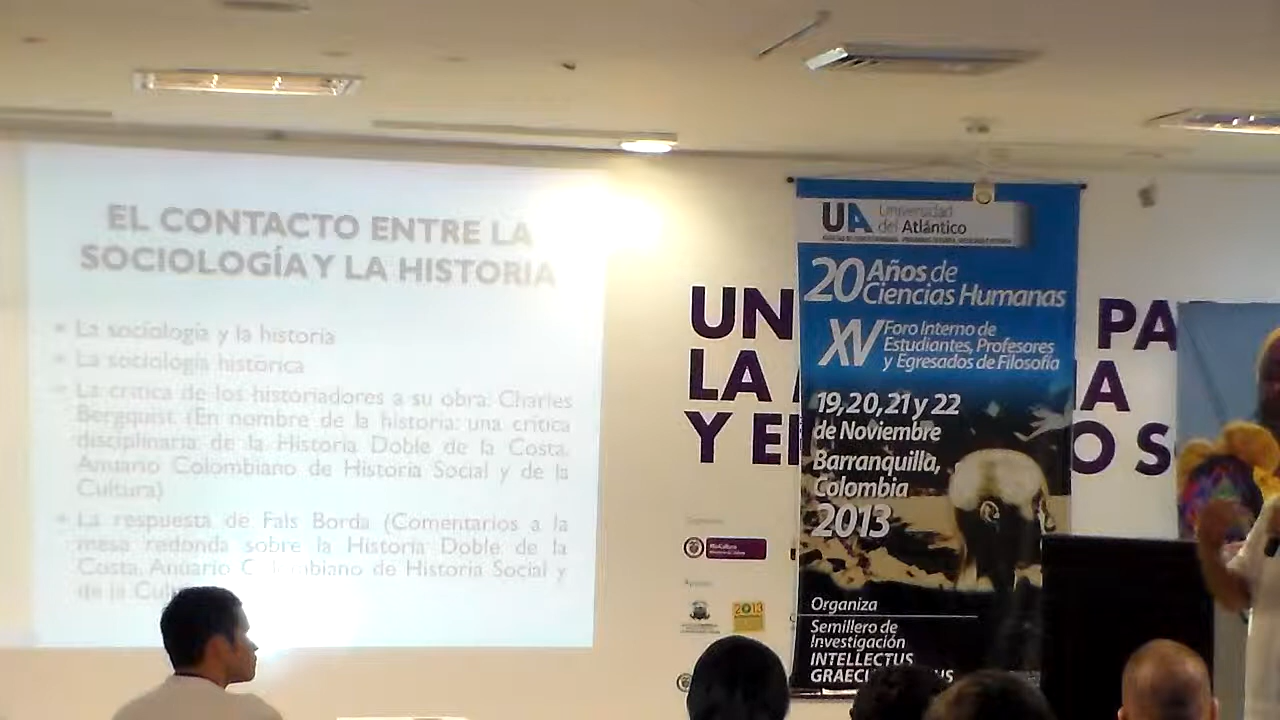 EL CONTACTO ENTRE LA
SOCIOLOGÍA Y LA HISTORIA
• La sociología y la historia
• La sociología histórica
• La crítica de los historiadores a su obra: Charles
Bergquist (En nombre de la historia: una crítica
disciplinaria de la Historia Doble de la Costa.
Anuario Colombiano de Historia Social y de la
Cultura)
• La respuesta de Fals Borda (Comentarios a la
mesa redonda sobre la Historia Doble de la
Costa. Anuario de Historia Social y
de la
UN
PA
LA
A
Y
O S
UA Universidad
del Atlántico
20 Años de
Ciencias Humanas
XV Foro Interno de
Estudiantes, Profesores
y Egresados de Filosofía
19, 20, 21 y 22
de Noviembre
Barranquilla,
Colombia
2013
Organiza
Semillero de
Investigación
INTELLECTUS
MinCultura
2013